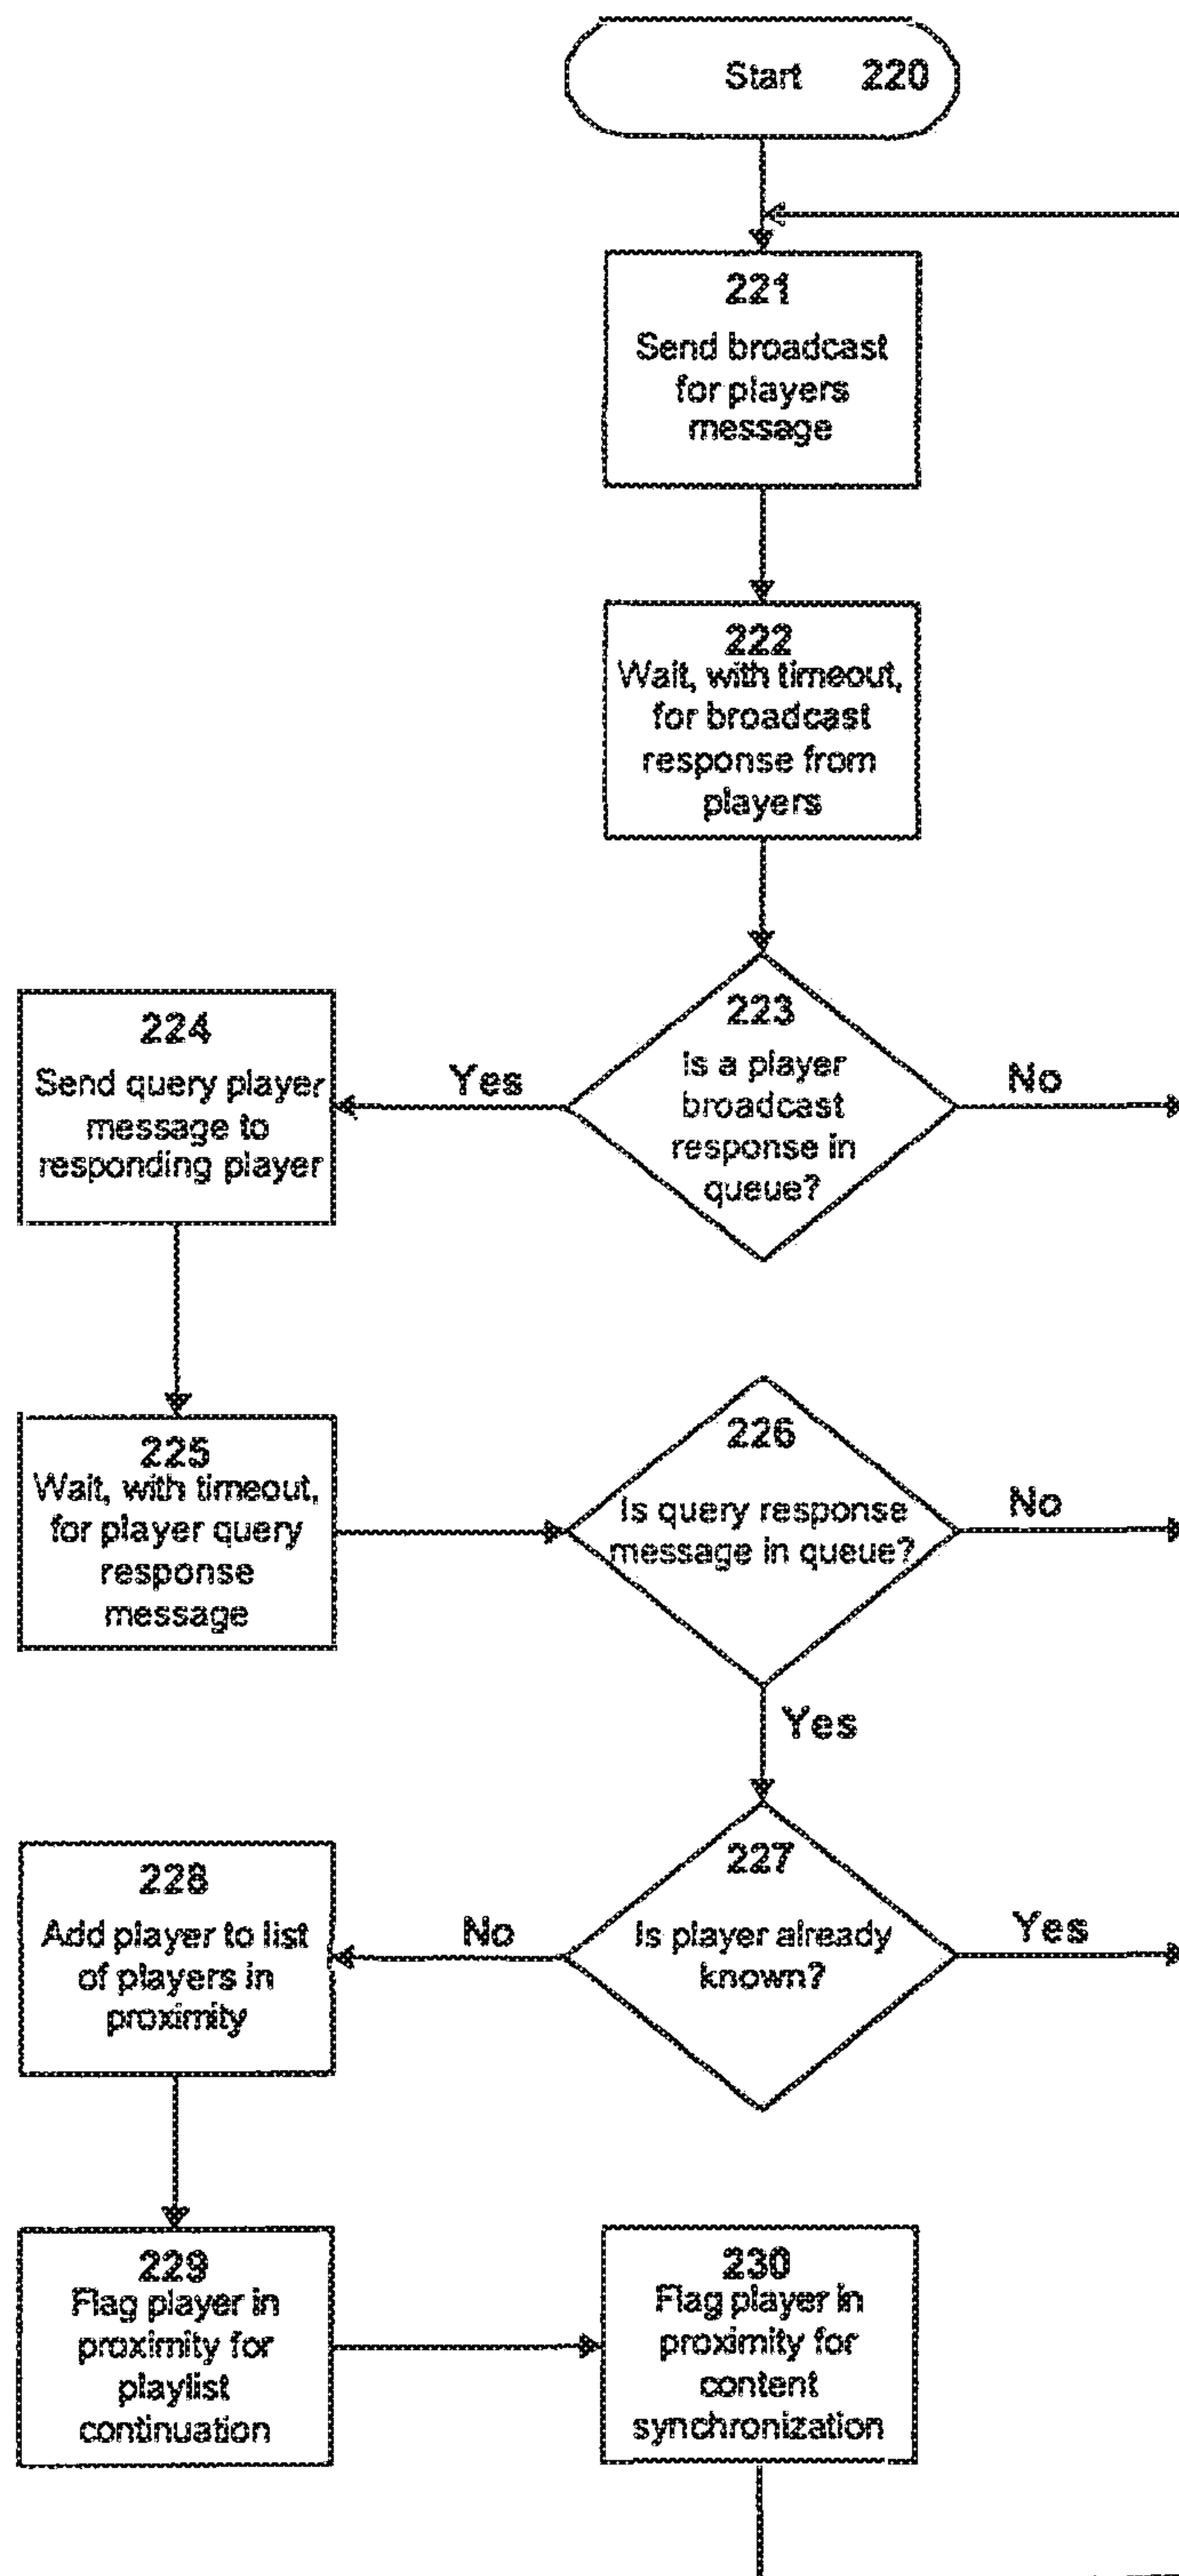 Start 220
221
Send broadcast
for players
message
222
Wait, with timeout,
for broadcast
response from
players
223
Is a player
broadcast
response in
queue?
Yes
No
224
Send query player
message to
responding player
225
Wait, with timeout,
for player query
response
message
226
Is query response
message in queue?
No
Yes
227
Is player already
known?
No
Yes
228
Add player to list
of players in
proximity
229
Flag player in
proximity for
playlist
continuation
230
Flag player in
proximity for
content
synchronization